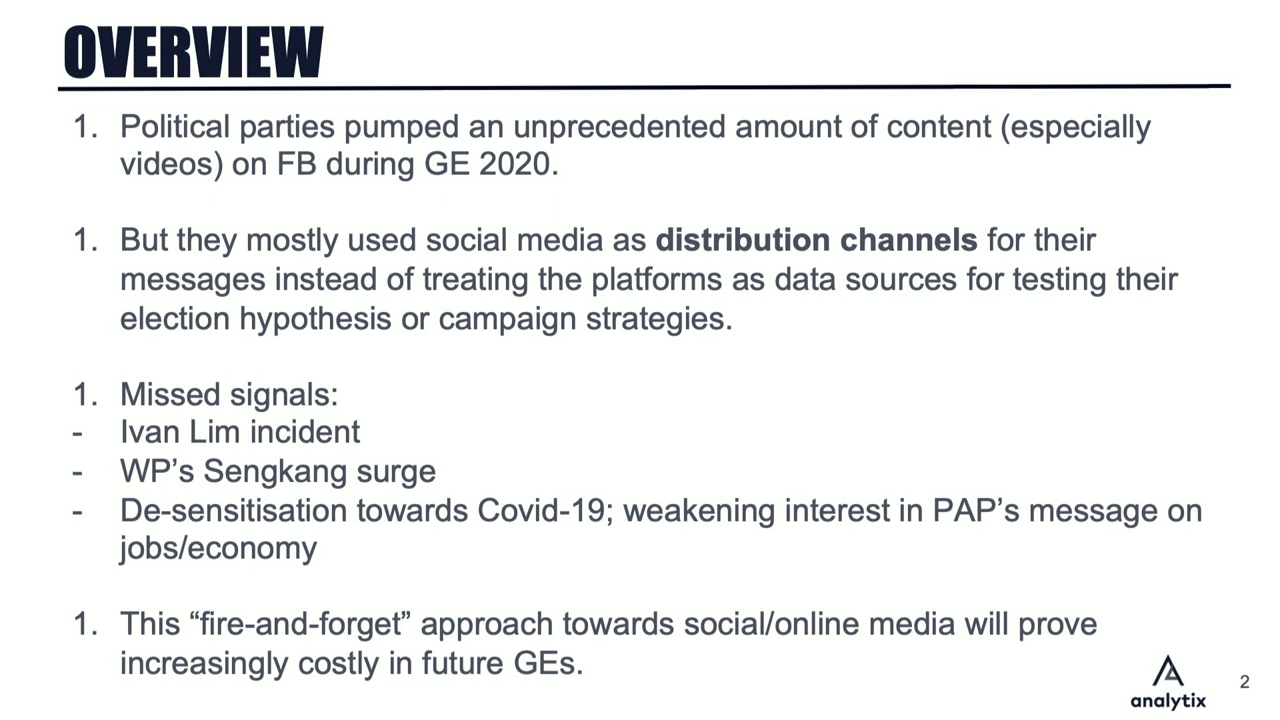 OVERVIEW
1. Political parties pumped an unprecedented amount of content (especially
videos) on FB during GE 2020.
1. But they mostly used social media as distribution channels for their
messages instead of treating the platforms as data sources for testing their
election hypothesis or campaign strategies.
1. Missed signals:
- Ivan Lim incident
- WP’s Sengkang surge
- De-sensitisation towards Covid-19; weakening interest in PAP’s message on
jobs/economy
1. This “fire-and-forget” approach towards social/online media will prove
increasingly costly in future GEs.
analytix
2